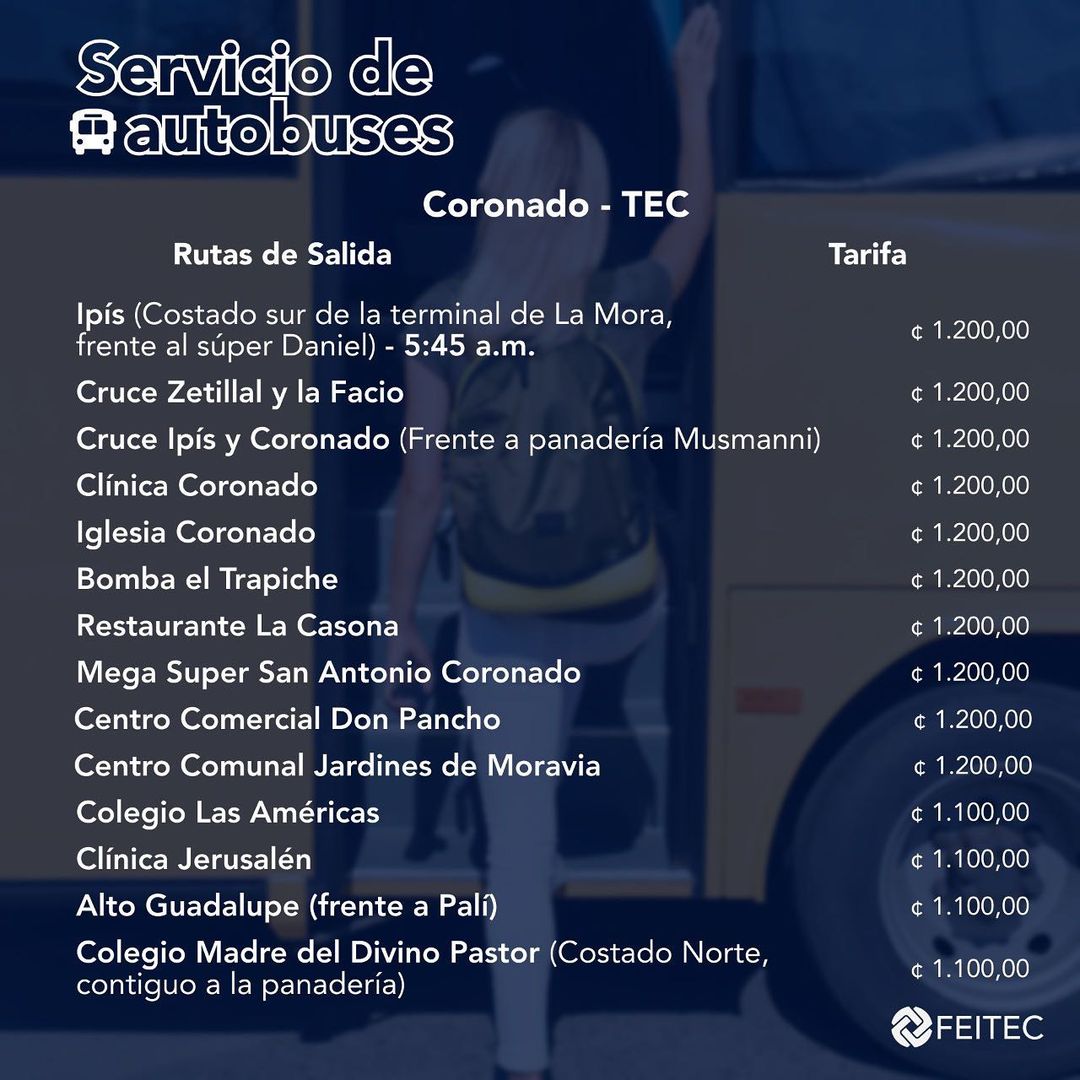 Servicio de
autobuses
Coronado - TEC
Rutas de Salida Tarifa
Ipís (Costado sur de la terminal de La Mora,
frente al súper Daniel) - 5:45 a.m. ¢ 1.200,00
Cruce Zetillal y la Facio ¢ 1.200,00
Cruce Ipís y Coronado (Frente a panadería Musmanni) ¢ 1.200,00
Clínica Coronado ¢ 1.200,00
Iglesia Coronado ¢ 1.200,00
Bomba el Trapiche ¢ 1.200,00
Restaurante La Casona ¢ 1.200,00
Mega Super San Antonio Coronado ¢ 1.200,00
Centro Comercial Don Pancho ¢ 1.200,00
Centro Comunal Jardines de Moravia ¢ 1.200,00
Colegio Las Américas ¢ 1.100,00
Clínica Jerusalén ¢ 1.100,00
Alto Guadalupe (frente a Palí) ¢ 1.100,00
Colegio Madre del Divino Pastor (Costado Norte,
contiguo a la panadería) ¢ 1.100,00
FEITEC